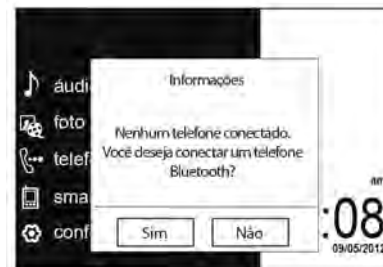 áudi
foto
telef
sma
conf
Informações
Nenhum telefone conectado.
Você deseja conectar um telefone
Bluetooth?
Sim
Não
:08
09/05/2012